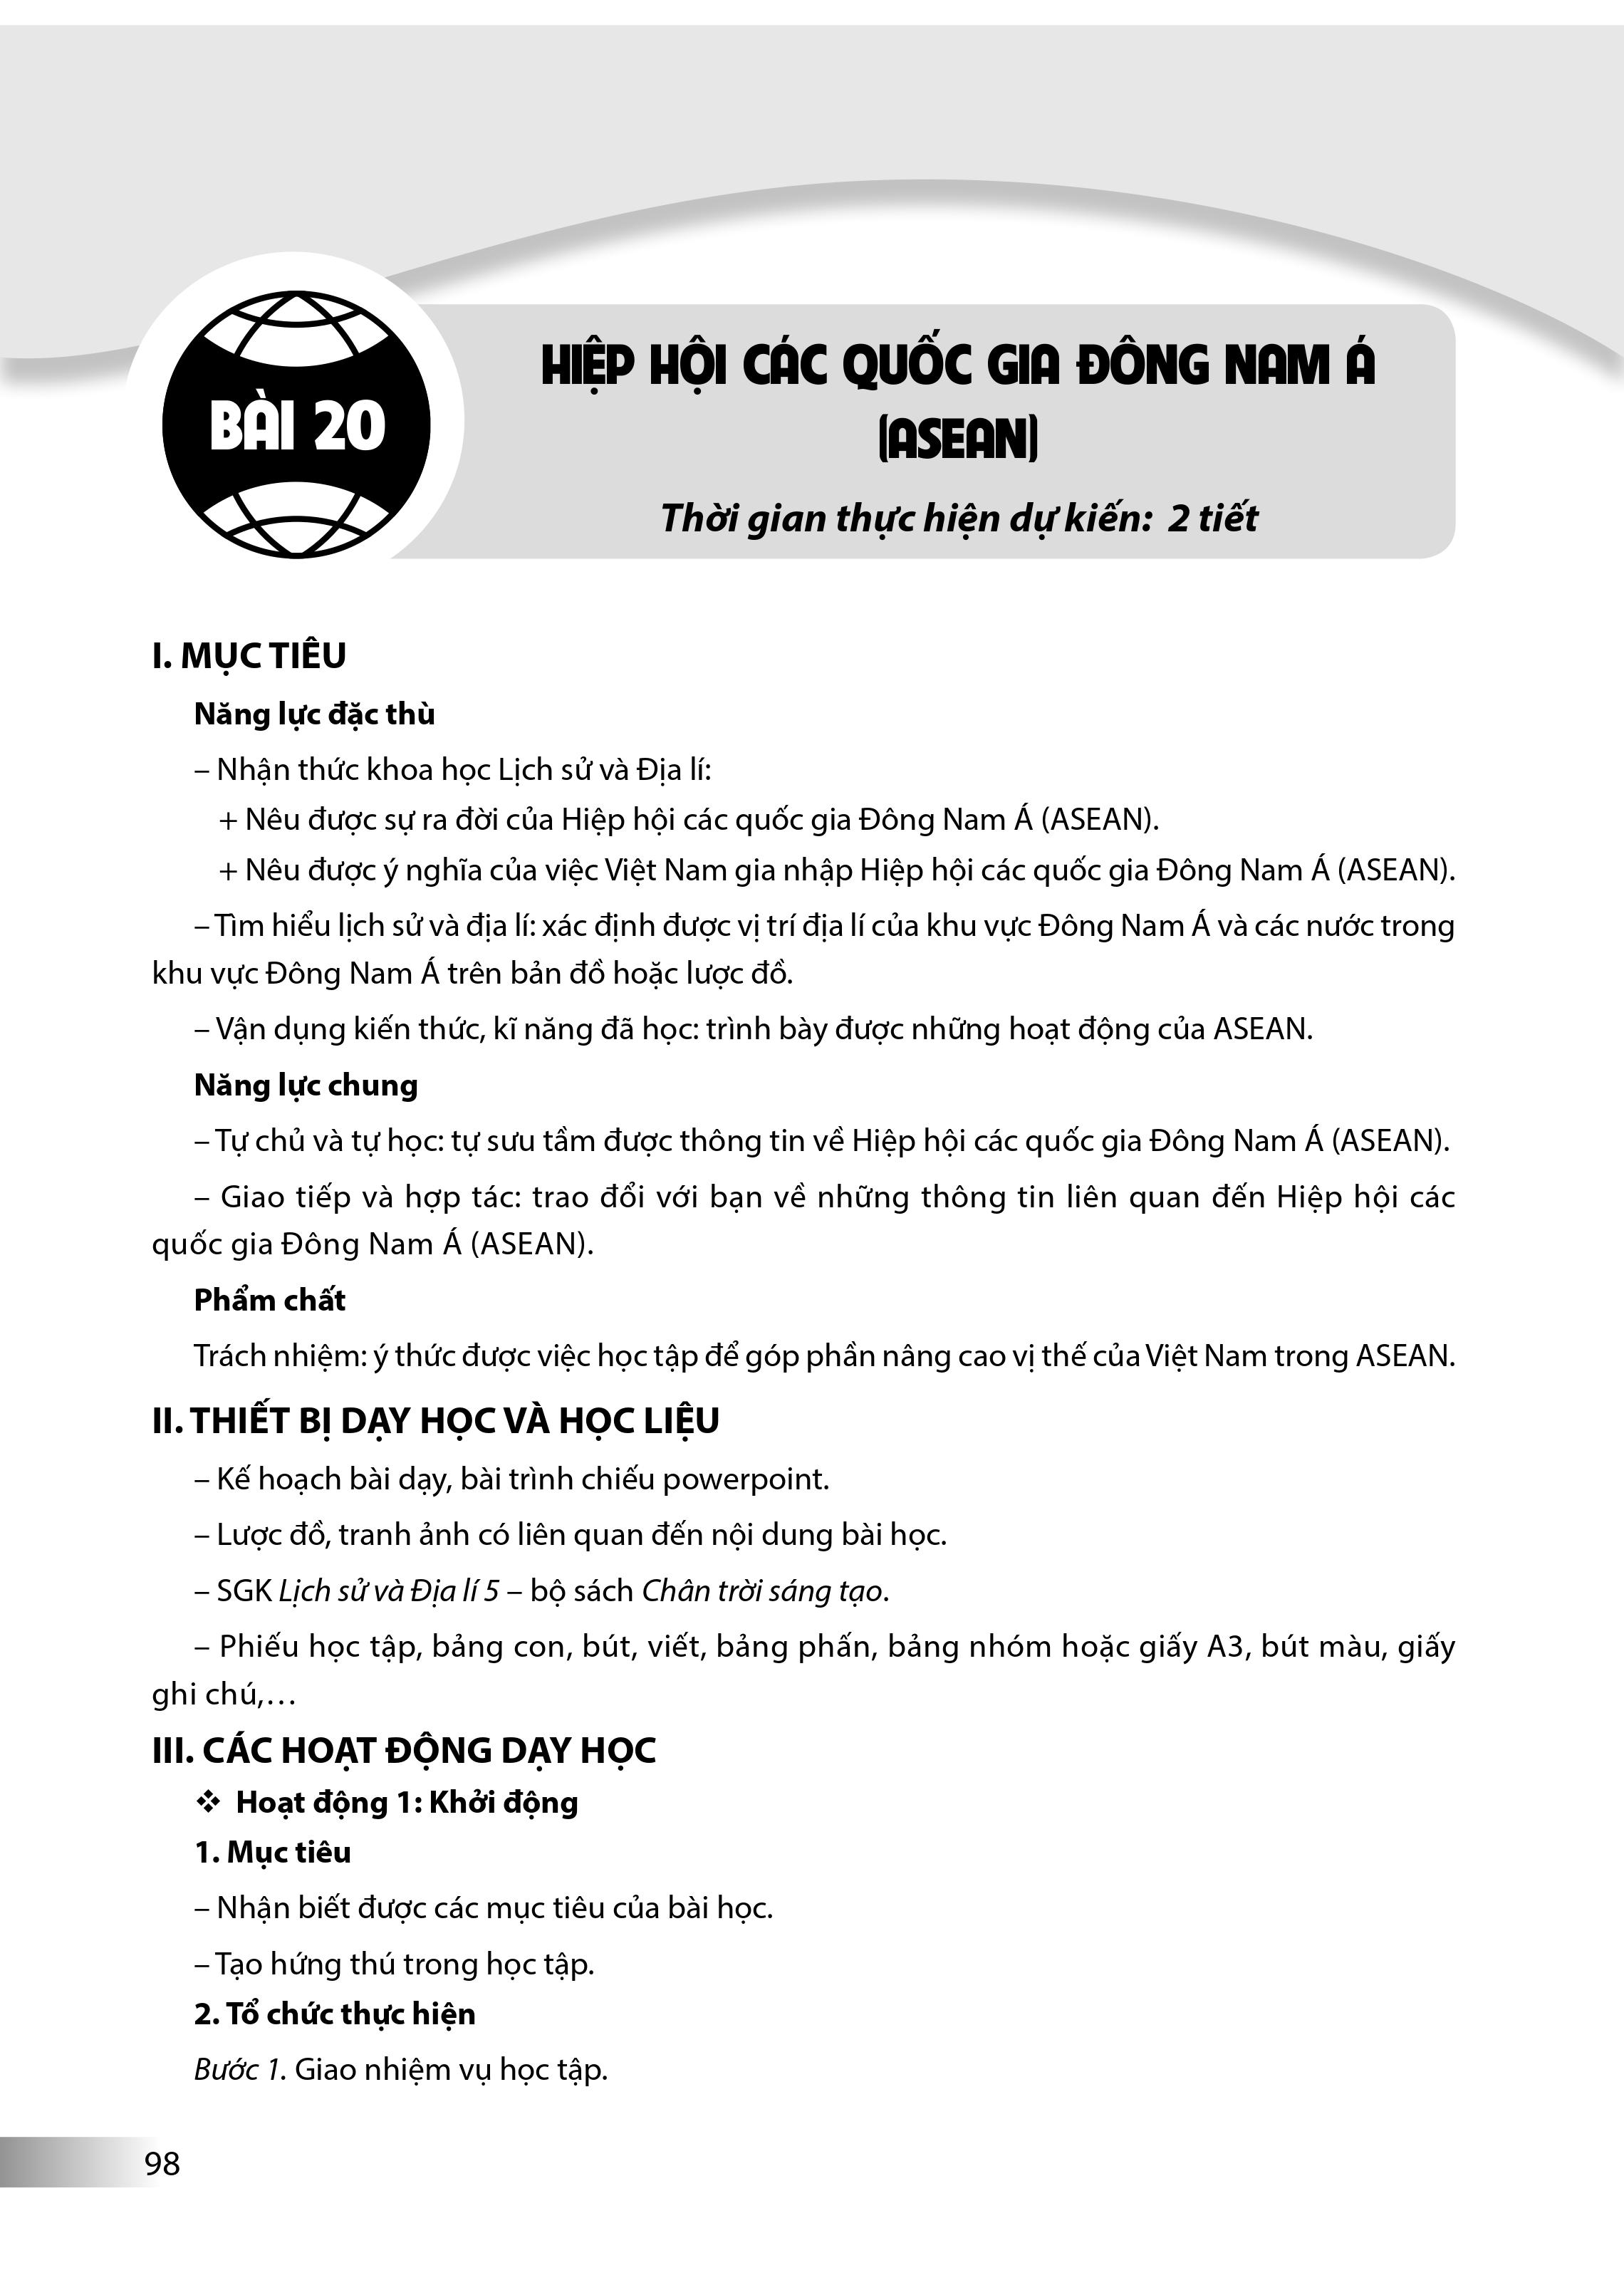 BÀI 20
HIỆP HỘI CÁC QUỐC GIA ĐÔNG NAM Á
(ASEAN)
Thời gian thực hiện dự kiến: 2 tiết
I. MỤC TIÊU
Năng lực đặc thù
– Nhận thức khoa học Lịch sử và Địa lí:
+ Nêu được sự ra đời của Hiệp hội các quốc gia Đông Nam Á (ASEAN).
+ Nêu được ý nghĩa của việc Việt Nam gia nhập Hiệp hội các quốc gia Đông Nam Á (ASEAN).
– Tìm hiểu lịch sử và địa lí: xác định được vị trí địa lí của khu vực Đông Nam Á và các nước trong
khu vực Đông Nam Á trên bản đồ hoặc lược đồ.
– Vận dụng kiến thức, kĩ năng đã học: trình bày được những hoạt động của ASEAN.
Năng lực chung
– Tự chủ và tự học: tự sưu tầm được thông tin về Hiệp hội các quốc gia Đông Nam Á (ASEAN).
– Giao tiếp và hợp tác: trao đổi với bạn về những thông tin liên quan đến Hiệp hội các
quốc gia Đông Nam Á (ASEAN).
Phẩm chất
Trách nhiệm: ý thức được việc học tập để góp phần nâng cao vị thế của Việt Nam trong ASEAN.
II. THIẾT BỊ DẠY HỌC VÀ HỌC LIỆU
– Kế hoạch bài dạy, bài trình chiếu powerpoint.
– Lược đồ, tranh ảnh có liên quan đến nội dung bài học.
– SGK Lịch sử và Địa lí 5 – bộ sách Chân trời sáng tạo.
– Phiếu học tập, bảng con, bút, viết, bảng phấn, bảng nhóm hoặc giấy A3, bút màu, giấy
ghi chú,…
III. CÁC HOẠT ĐỘNG DẠY HỌC
❖ Hoạt động 1: Khởi động
1. Mục tiêu
– Nhận biết được các mục tiêu của bài học.
– Tạo hứng thú trong học tập.
2. Tổ chức thực hiện
Bước 1. Giao nhiệm vụ học tập.
98